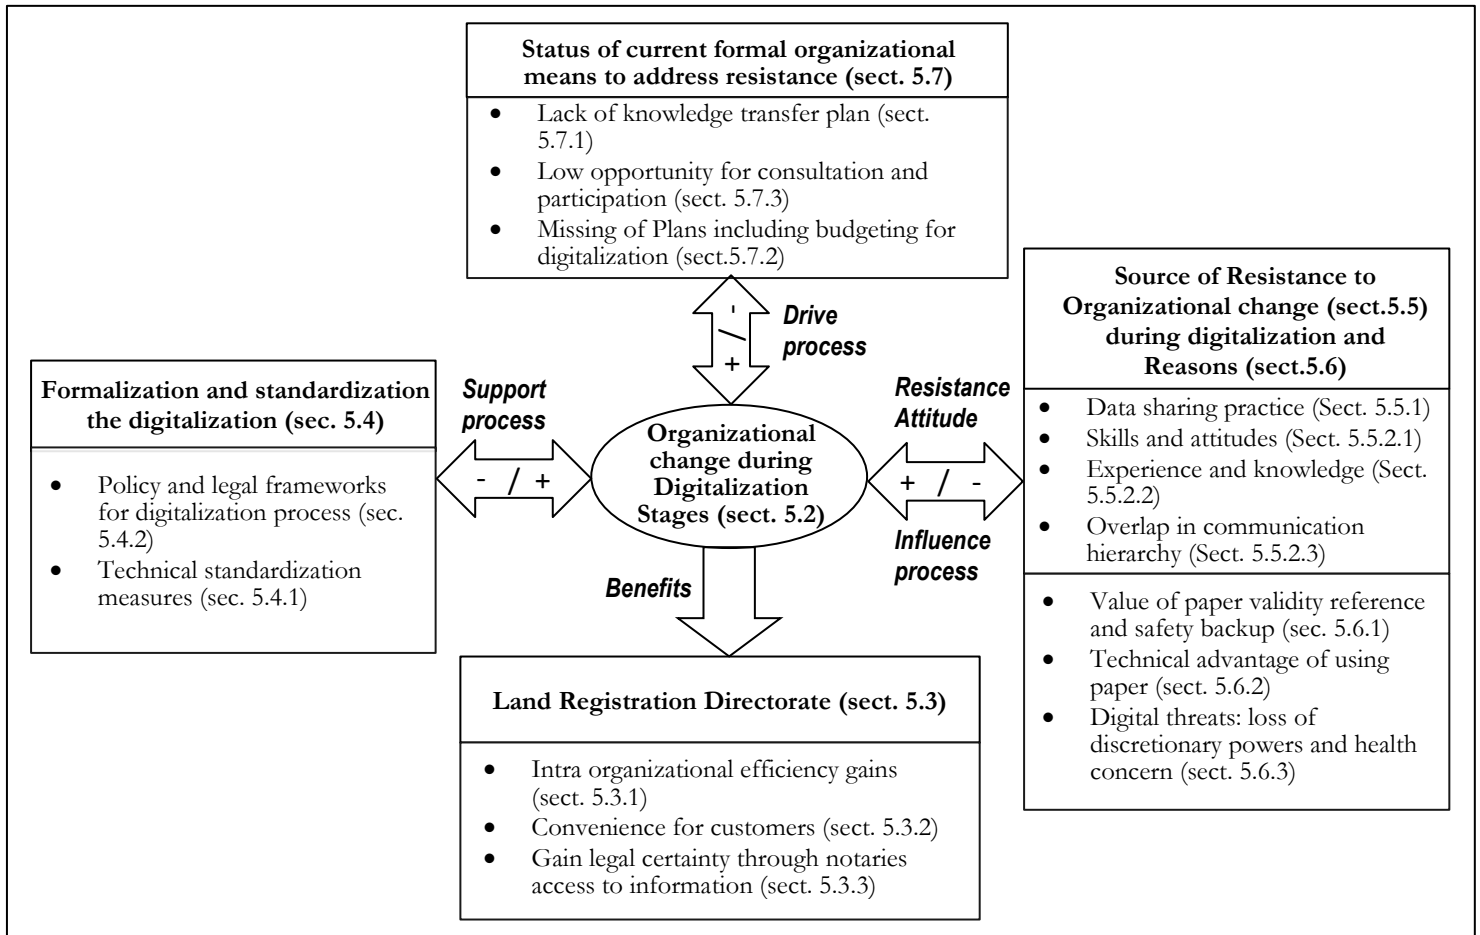 Status of current formal organizational
means to address resistance (sect. 5.7)
• Lack of knowledge transfer plan (sect.
5.7.1)
• Low opportunity for consultation and
participation (sect. 5.7.3)
• Missing of Plans including budgeting for
digitalization (sect.5.7.2)
- / +
Drive
process
Formalization and standardization
the digitalization (sec. 5.4)
• Policy and legal frameworks
for digitalization process (sec.
5.4.2)
• Technical standardization
measures (sec. 5.4.1)
Support
process
- / +
Organizational
change during
Digitalization
Stages (sect. 5.2)
Resistance
Attitude
+ / -
Influence
process
Source of Resistance to
Organizational change (sect.5.5)
during digitalization and
Reasons (sect.5.6)
• Data sharing practice (Sect. 5.5.1)
• Skills and attitudes (Sect. 5.5.2.1)
• Experience and knowledge (Sect.
5.5.2.2)
• Overlap in communication
hierarchy (Sect. 5.5.2.3)
• Value of paper validity reference
and safety backup (sec. 5.6.1)
• Technical advantage of using
paper (sect. 5.6.2)
• Digital threats: loss of
discretionary powers and health
concern (sect. 5.6.3)
Benefits
Land Registration Directorate (sect. 5.3)
• Intra organizational efficiency gains
(sect. 5.3.1)
• Convenience for customers (sect. 5.3.2)
• Gain legal certainty through notaries
access to information (sect. 5.3.3)